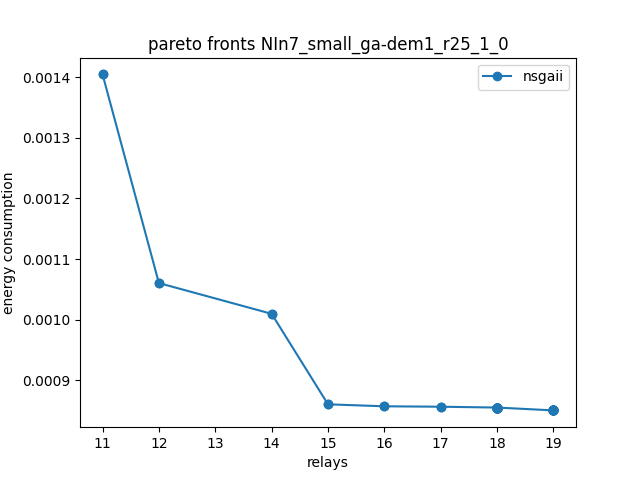 pareto fronts NIn7_small_ga-dem1_r25_1_0
nsgaii
energy consumption
0.0014
0.0013
0.0012
0.0011
0.0010
0.0009
11 12 13 14 15 16 17 18 19
relays